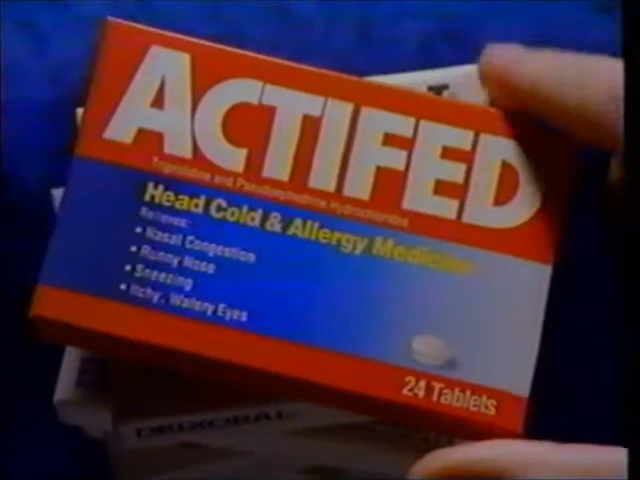 ACTIFED
Triprolidine and Pseudoephedrine Hydrochlorides
Head Cold & Allergy Medicine
Relieves:
• Nasal Congestion
• Runny Nose
• Sneezing
• Itchy, Watery Eyes
24 Tablets
DRIXORAL